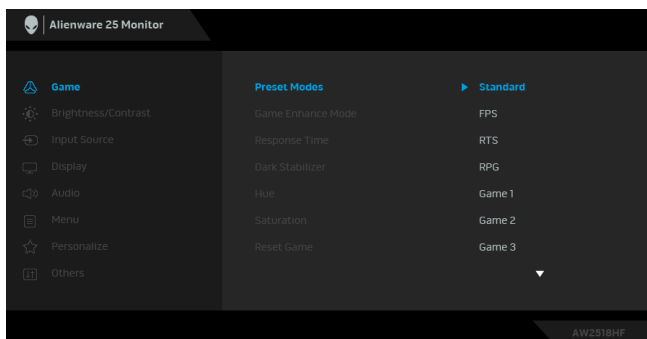 Alienware 25 Monitor
Game Preset Modes Standard
Brightness/Contrast Game Enhance Mode FPS
Input Source Response Time RTS
Display Dark Stabilizer RPG
Audio Hue Game 1
Menu Saturation Game 2
Personalize Reset Game Game 3
Others
AW2518HF